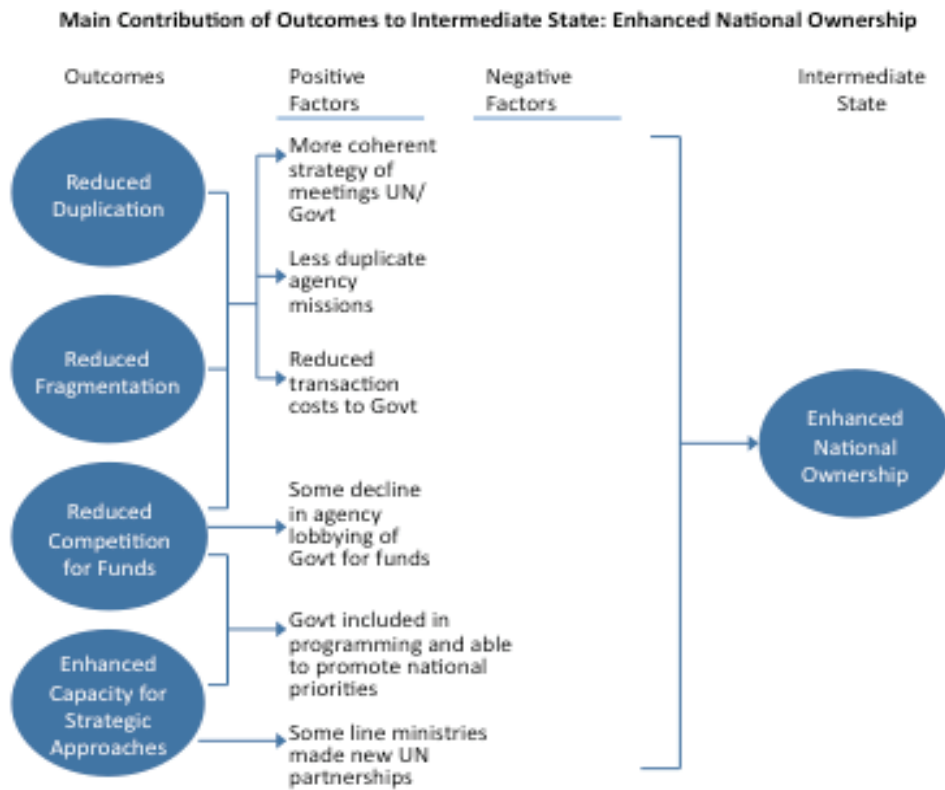 Main Contribution of Outcomes to Intermediate State: Enhanced National Ownership
Outcomes
Positive
Factors
Negative
Factors
Intermediate
State
Reduced
Duplication
Reduced
Fragmentation
Reduced
Competition
for Funds
Enhanced
Capacity for
Strategic
Approaches
More coherent
strategy of
meetings UN/
Govt
Less duplicate
agency
missions
Reduced
transaction
costs to Govt
Some decline
in agency
lobbying of
Govt for funds
Govt included in
programming and able
to promote national
priorities
Some line ministries
made new UN
partnerships
Enhanced
National
Ownership